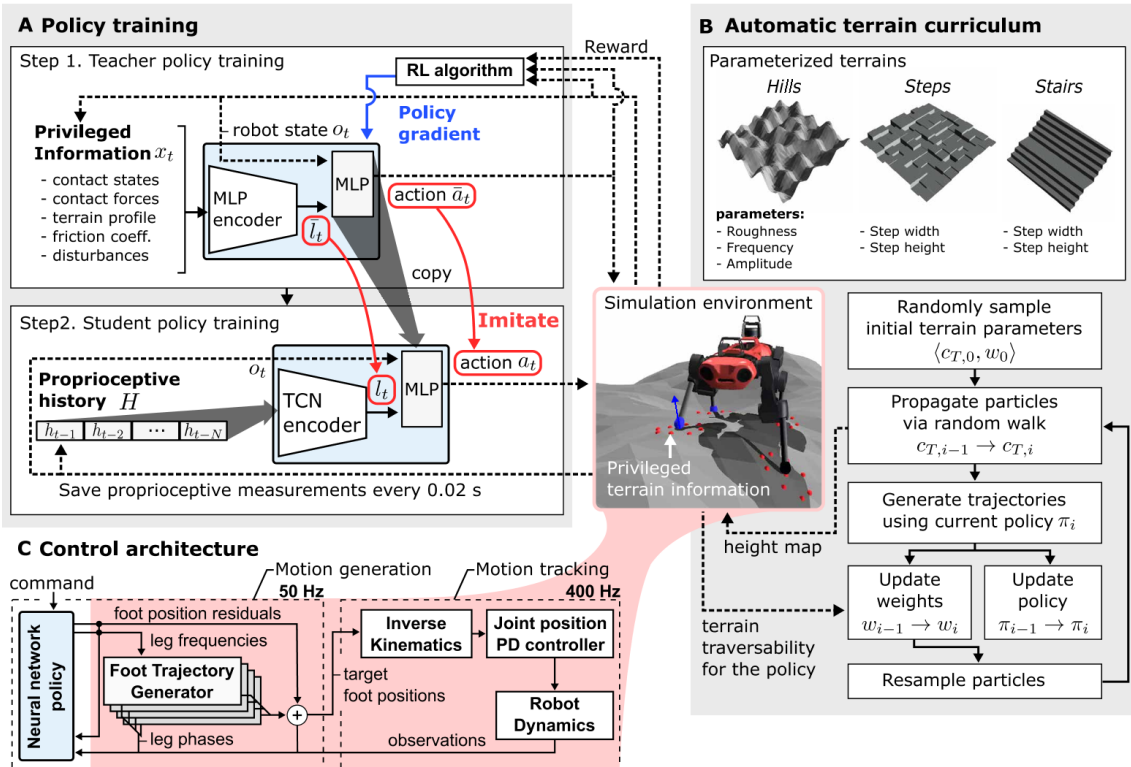 A Policy training
Step 1. Teacher policy training
Reward
RL algorithm
Policy
gradient
robot state o_t
Privileged
Information x_t
- contact states
- contact forces
- terrain profile
- friction coeff.
- disturbances
MLP
encoder
MLP
l̄_t
action ā_t
copy
Step2. Student policy training
Imitate
o_t
action a_t
Proprioceptive
history H
h_{t-1} h_{t-2} ... h_{t-N}
TCN
encoder
l_t
MLP
Save proprioceptive measurements every 0.02 s
Simulation environment
Privileged
terrain information
B Automatic terrain curriculum
Parameterized terrains
Hills
Steps
Stairs
parameters:
- Roughness
- Frequency
- Amplitude
- Step width
- Step height
- Step width
- Step height
Randomly sample
initial terrain parameters
⟨c_{T,0}, w_0⟩
Propagate particles
via random walk
c_{T,i-1} → c_{T,i}
Generate trajectories
using current policy π_i
height map
Update
weights
w_{i-1} → w_i
Update
policy
π_{i-1} → π_i
terrain
traversability
for the policy
Resample particles
C Control architecture
command
Motion generation
50 Hz
Motion tracking
400 Hz
Neural network
policy
foot position residuals
leg frequencies
Foot Trajectory
Generator
leg phases
+
target
foot positions
Inverse
Kinematics
Joint position
PD controller
Robot
Dynamics
observations